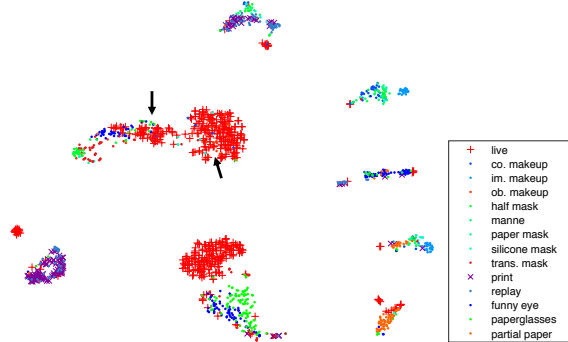 live
co. makeup
im. makeup
ob. makeup
half mask
manne
paper mask
silicone mask
trans. mask
print
replay
funny eye
paperglasses
partial paper